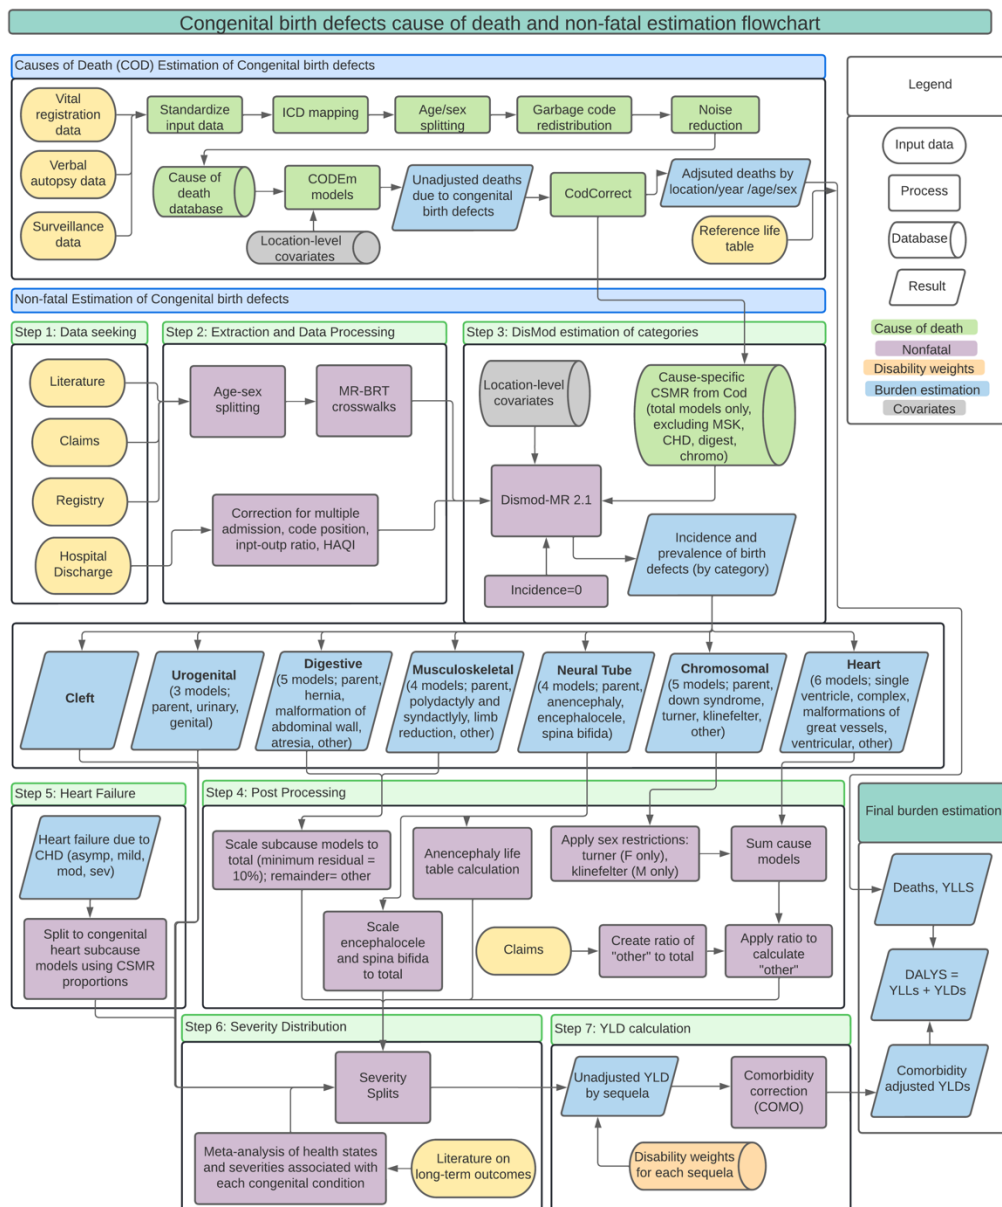 Congenital birth defects cause of death and non-fatal estimation flowchart
Causes of Death (COD) Estimation of Congenital birth defects
Vital
registration
data
Standardize
input data
ICD mapping
Age/sex
splitting
Garbage code
redistribution
Noise
reduction
Verbal
autopsy data
Surveillance
data
Cause of
death
database
CODEm
models
Location-level
covariates
Unadjusted deaths
due to congenital
birth defects
CodCorrect
Adjsuted deaths by
location/year /age/sex
Reference life
table
Legend
Input data
Process
Database
Result
Cause of death
Nonfatal
Disability weights
Burden estimation
Covariates
Non-fatal Estimation of Congenital birth defects
Step 1: Data seeking
Literature
Claims
Registry
Hospital
Discharge
Step 2: Extraction and Data Processing
Age-sex
splitting
MR-BRT
crosswalks
Correction for multiple
admission, code position,
inpt-outp ratio, HAQI
Step 3: DisMod estimation of categories
Location-level
covariates
Cause-specific
CSMR from Cod
(total models only,
excluding MSK,
CHD, digest,
chromo)
Dismod-MR 2.1
Incidence=0
Incidence and
prevalence of birth
defects (by category)
Cleft
Urogenital
(3 models;
parent, urinary,
genital)
Digestive
(5 models; parent,
hernia,
malformation of
abdominal wall,
atresia, other)
Musculoskeletal
(4 models; parent,
polydactyly and
syndactlyly, limb
reduction, other)
Neural Tube
(4 models; parent,
anencephaly,
encephalocele,
spina bifida)
Chromosomal
(5 models; parent,
down syndrome,
turner, klinefelter,
other)
Heart
(6 models; single
ventricle, complex,
malformations of
great vessels,
ventricular, other)
Step 5: Heart Failure
Heart failure due to
CHD (asymp, mild,
mod, sev)
Split to congenital
heart subcause
models using CSMR
proportions
Step 4: Post Processing
Scale subcause models to
total (minimum residual =
10%); remainder= other
Anencephaly life
table calculation
Scale
encephalocele
and spina bifida
to total
Apply sex restrictions:
turner (F only),
klinefelter (M only)
Sum cause
models
Claims
Create ratio of
"other" to total
Apply ratio to
calculate
"other"
Final burden estimation
Deaths, YLLS
DALYS =
YLLs + YLDs
Comorbidity
adjusted YLDs
Step 6: Severity Distribution
Severity
Splits
Meta-analysis of health states
and severities associated with
each congenital condition
Literature on
long-term outcomes
Step 7: YLD calculation
Unadjusted YLD
by sequela
Comorbidity
correction
(COMO)
Disability weights
for each sequela